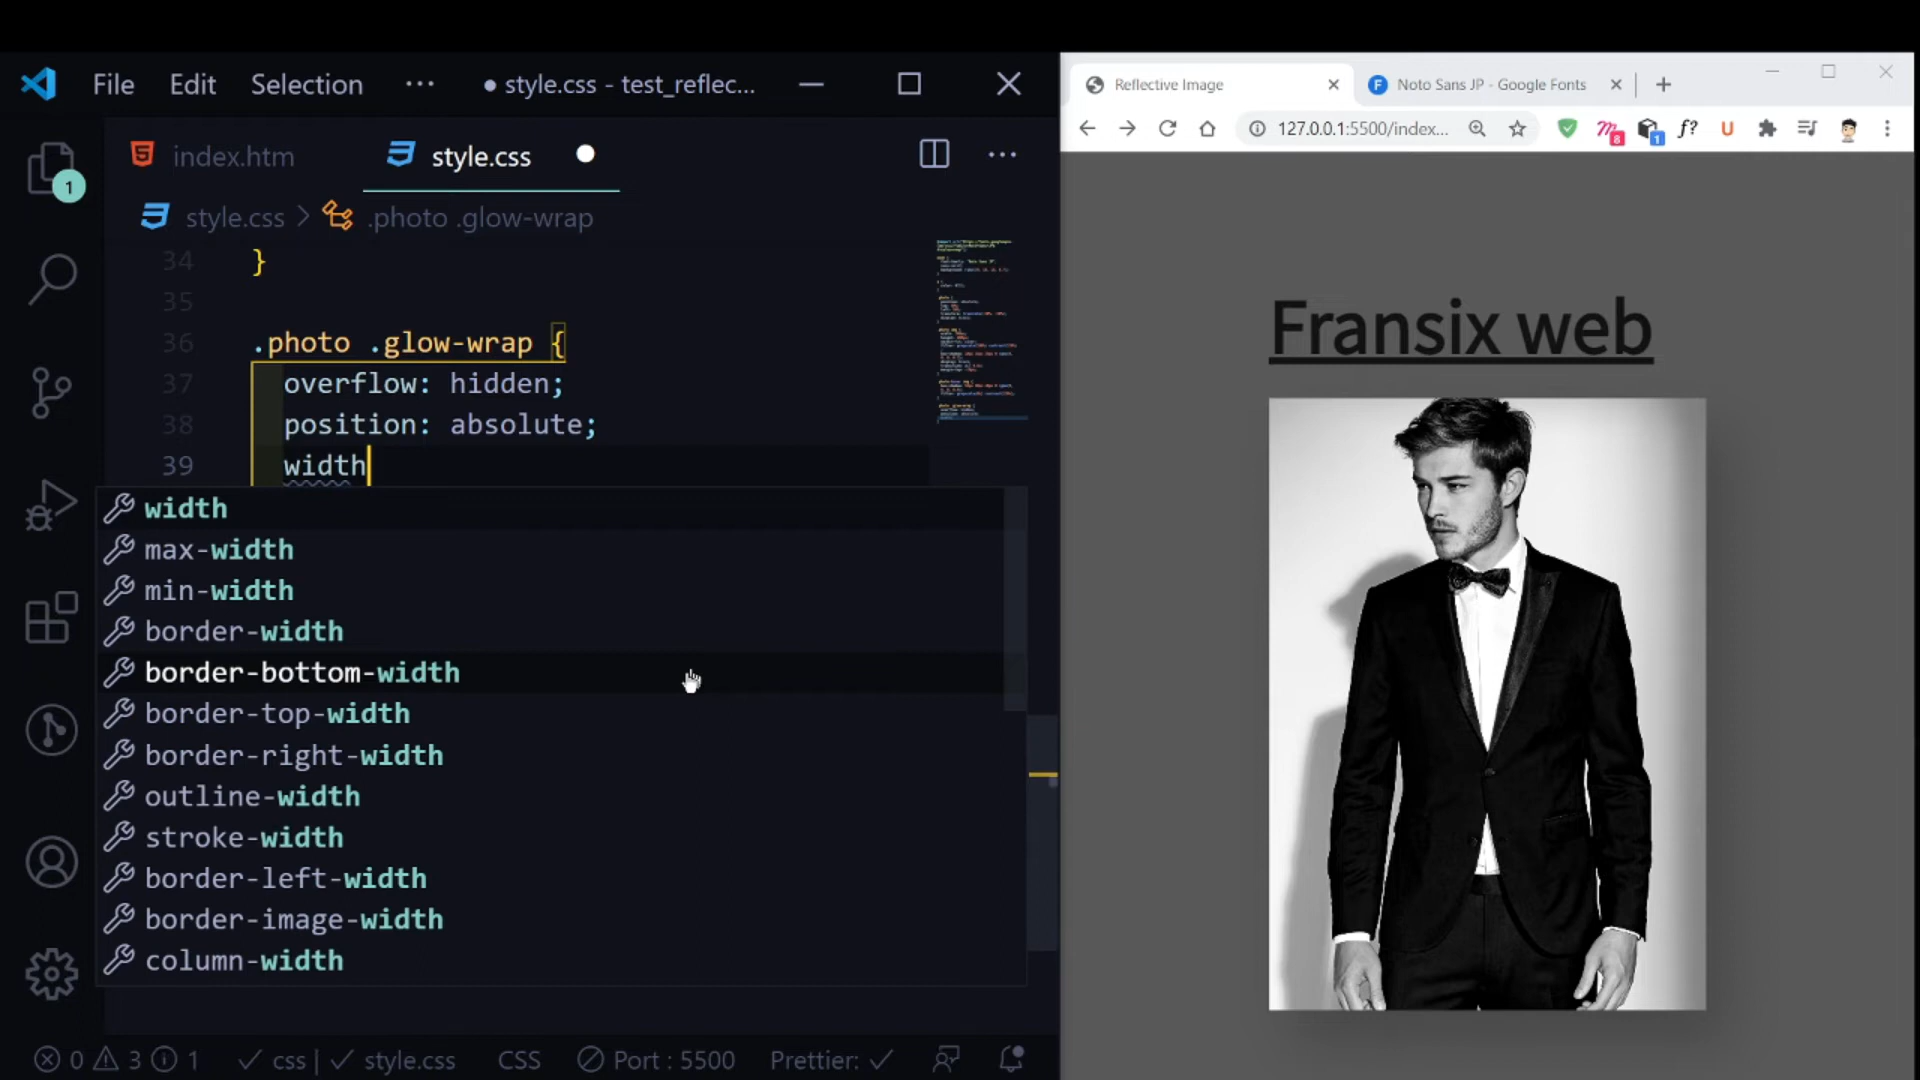 File Edit Selection ··· ● style.css - test_reflec...
index.htm style.css
style.css > .photo .glow-wrap
34 }
35
36 .photo .glow-wrap {
37 overflow: hidden;
38 position: absolute;
39 width
width
max-width
min-width
border-width
border-bottom-width
border-top-width
border-right-width
outline-width
stroke-width
border-left-width
border-image-width
column-width
1
0 3 1 ✓ css | ✓ style.css CSS Port : 5500 Prettier: ✓
Reflective Image Noto Sans JP - Google Fonts
127.0.0.1:5500/index... 8 1 f? U
Fransix web